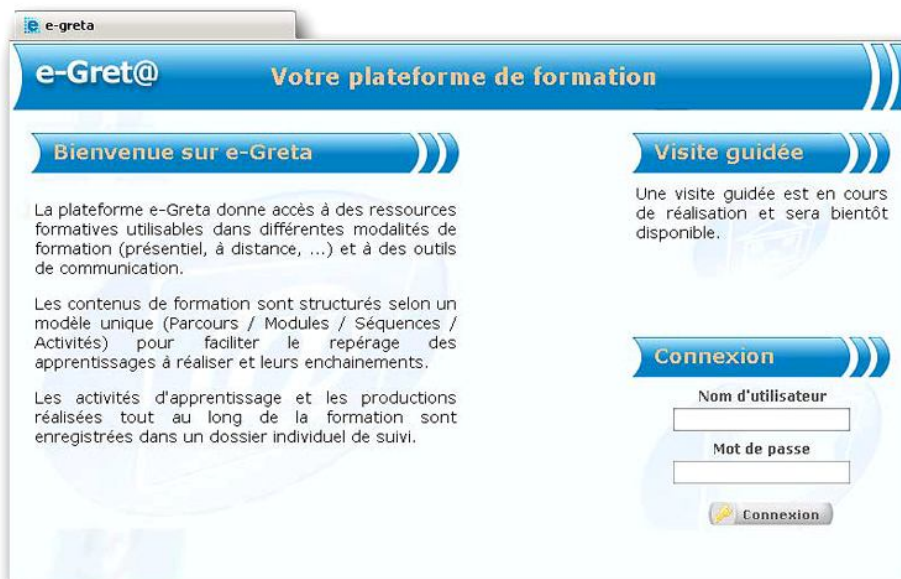 e-greta
e-Gret@
Votre plateforme de formation
Bienvenue sur e-Greta
La plateforme e-Greta donne accès à des ressources
formatives utilisables dans différentes modalités de
formation (présentiel, à distance, ...) et à des outils
de communication.
Les contenus de formation sont structurés selon un
modèle unique (Parcours / Modules / Séquences /
Activités) pour faciliter le repérage des
apprentissages à réaliser et leurs enchainements.
Les activités d'apprentissage et les productions
réalisées tout au long de la formation sont
enregistrées dans un dossier individuel de suivi.
Visite guidée
Une visite guidée est en cours
de réalisation et sera bientôt
disponible.
Connexion
Nom d'utilisateur
Mot de passe
Connexion